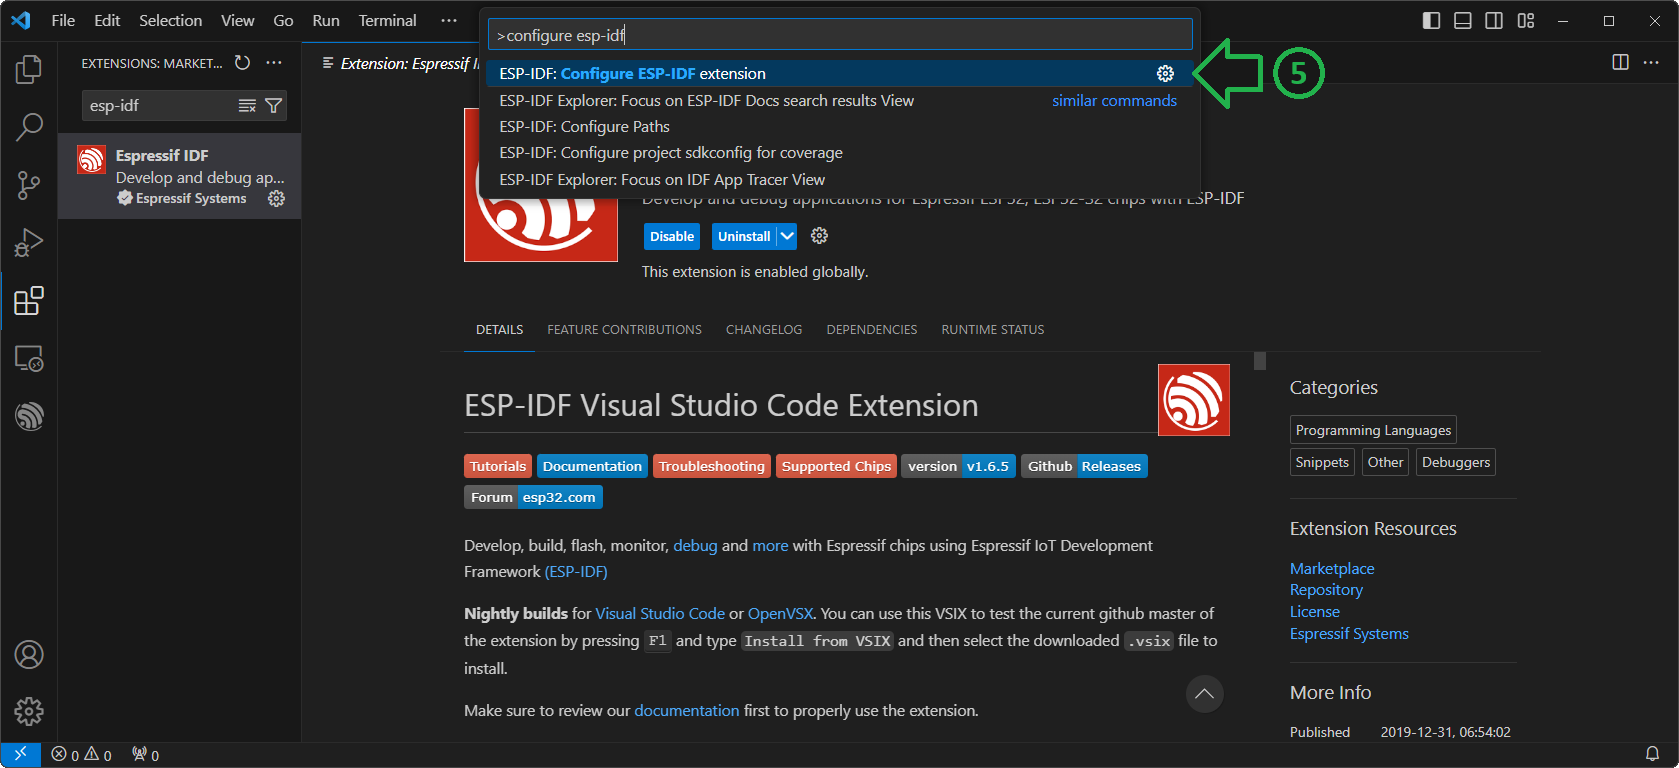 File Edit Selection View Go Run Terminal ···
>configure esp-idf
ESP-IDF: Configure ESP-IDF extension
ESP-IDF Explorer: Focus on ESP-IDF Docs search results View similar commands
ESP-IDF: Configure Paths
ESP-IDF: Configure project sdkconfig for coverage
ESP-IDF Explorer: Focus on IDF App Tracer View
5
EXTENSIONS: MARKET...
esp-idf
Espressif IDF
Develop and debug ap...
Espressif Systems
Extension: Espressif I
Develop and debug applications for Espressif ESP32, ESP32-S2 chips with ESP-IDF
Disable Uninstall
This extension is enabled globally.
DETAILS FEATURE CONTRIBUTIONS CHANGELOG DEPENDENCIES RUNTIME STATUS
ESP-IDF Visual Studio Code Extension
Tutorials Documentation Troubleshooting Supported Chips version v1.6.5 Github Releases
Forum esp32.com
Develop, build, flash, monitor, debug and more with Espressif chips using Espressif IoT Development
Framework (ESP-IDF)
Nightly builds for Visual Studio Code or OpenVSX. You can use this VSIX to test the current github master of
the extension by pressing F1 and type Install from VSIX and then select the downloaded .vsix file to
install.
Make sure to review our documentation first to properly use the extension.
Categories
Programming Languages
Snippets Other Debuggers
Extension Resources
Marketplace
Repository
License
Espressif Systems
More Info
Published 2019-12-31, 06:54:02
0 0 0